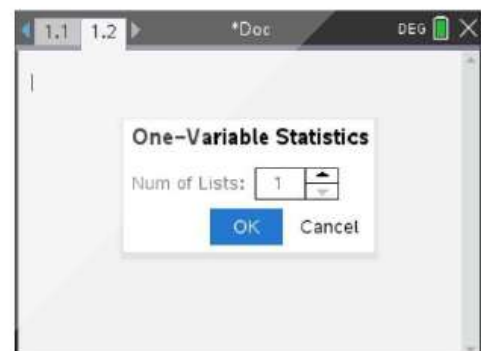 1.1 1.2 *Doc DEG
One-Variable Statistics
Num of Lists: 1
OK Cancel